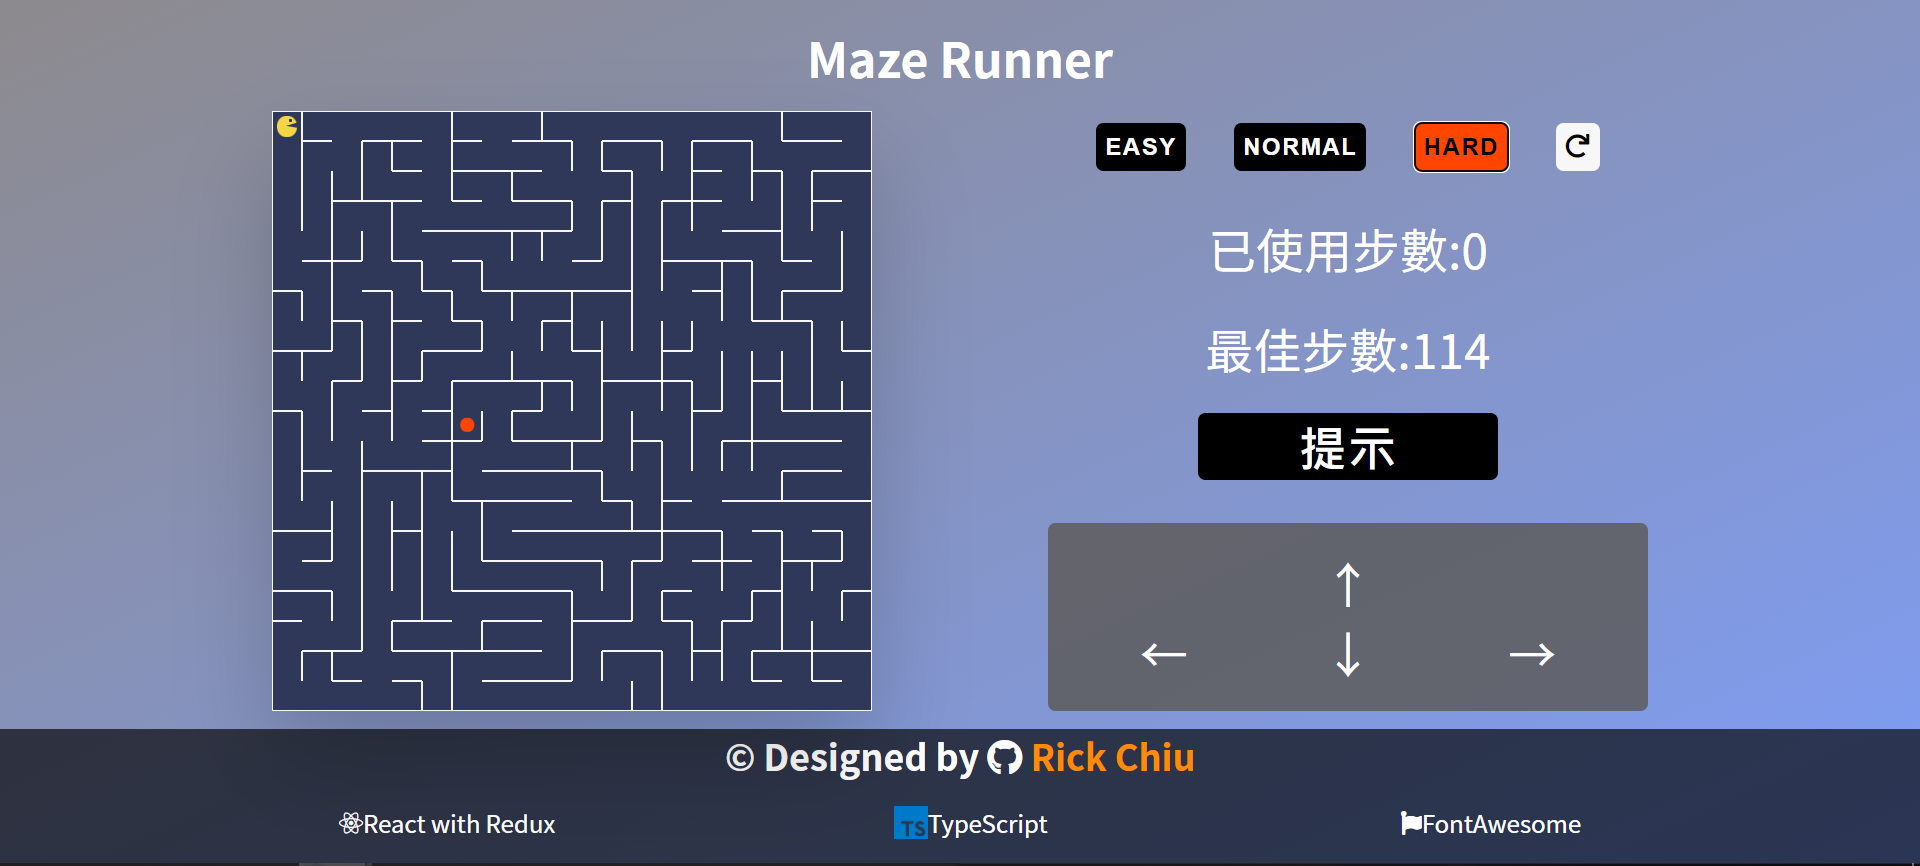 Maze Runner
EASY NORMAL HARD
已使用步數:0
最佳步數:114
提示
↑
← ↓ →
© Designed by Rick Chiu
React with Redux
TS TypeScript
FontAwesome